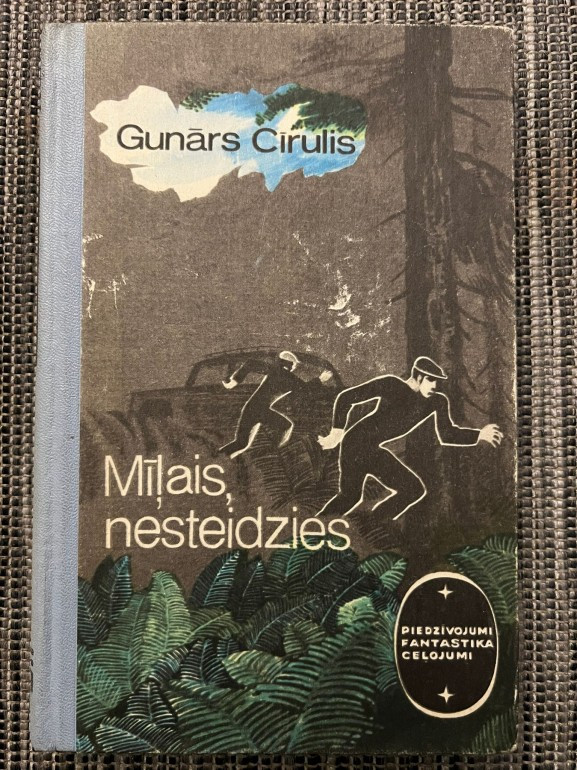 Gunārs Cīrulis
Mīļais,
nesteidzies
PIEDZĪVOJUMI
FANTASTIKA
CEĻOJUMI